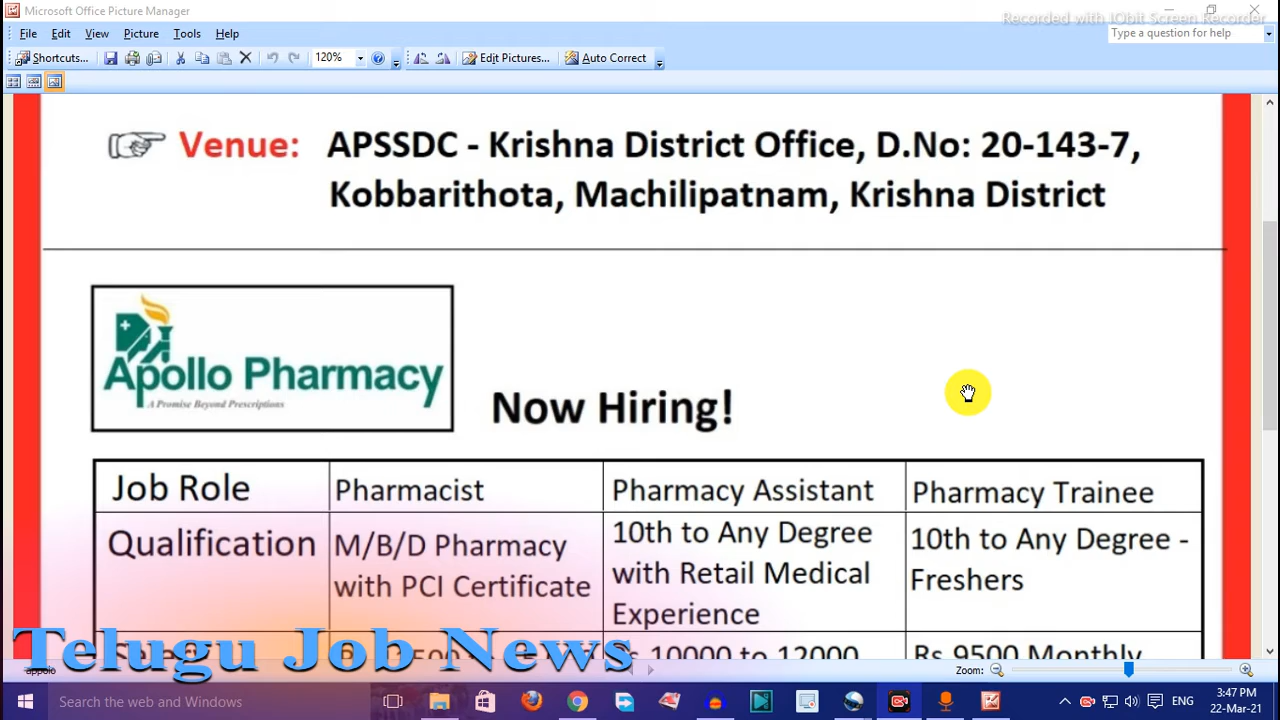 Microsoft Office Picture Manager
Recorded with IObit Screen Recorder
File Edit View Picture Tools Help
Type a question for help
Shortcuts... 120% Edit Pictures... Auto Correct
Venue: APSSDC - Krishna District Office, D.No: 20-143-7,
Kobbarithota, Machilipatnam, Krishna District
Apollo Pharmacy
A Promise Beyond Prescriptions
Now Hiring!
Job Role Pharmacist Pharmacy Assistant Pharmacy Trainee
Qualification M/B/D Pharmacy with PCI Certificate 10th to Any Degree with Retail Medical Experience 10th to Any Degree - Freshers
Rs 10000 to 12000 Rs 9500 Monthly
Telugu Job News
appolo
Zoom:
Search the web and Windows
ENG
3:47 PM
22-Mar-21